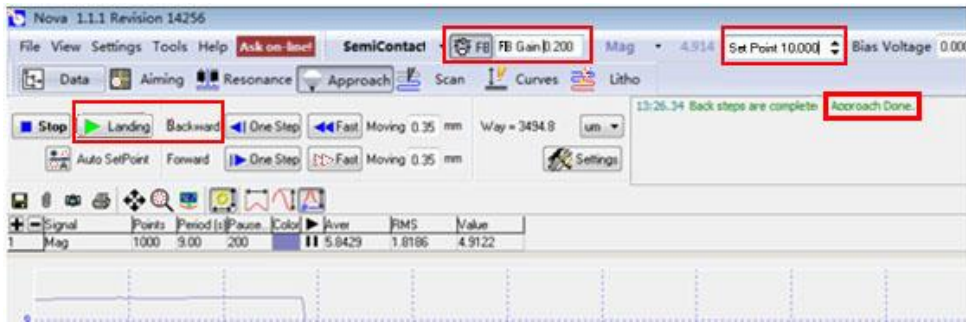 Nova 1.1.1 Revision 14256
File View Settings Tools Help Ask on-line! SemiContact FB FB Gain 0.200 Mag 4.914 Set Point 10.000 Bias Voltage 0.000
Data Aiming Resonance Approach Scan Curves Litho
13:26.34 Back steps are complete Approach Done.
Stop Landing Backward One Step Fast Moving 0.35 mm Way = 3494.8 um
Auto SetPoint Forward One Step Fast Moving 0.35 mm Settings
Signal Points Period (s) Pause.. Color Aver RMS Value
1 Mag 1000 9.00 200 5.8429 1.8186 4.9122
9